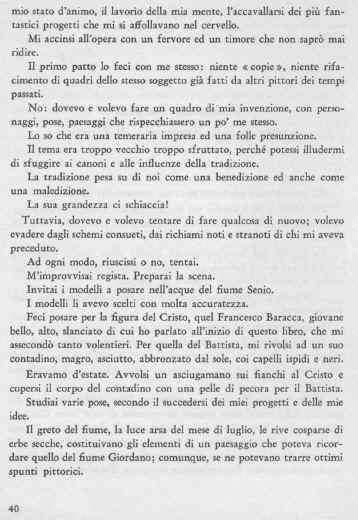 mio stato d'animo, il lavorìo della mia mente, l'accavallarsi dei più fan-
tastici progetti che mi si affollavano nel cervello.
Mi accinsi all'opera con un fervore ed un timore che non saprò mai
ridire.
Il primo patto lo feci con me stesso: niente « copie », niente rifa-
cimento di quadri dello stesso soggetto già fatti da altri pittori dei tempi
passati.
No: dovevo e volevo fare un quadro di mia invenzione, con perso-
naggi, pose, paesaggi che rispecchiassero un po' me stesso.
Lo so che era una temeraria impresa ed una folle presunzione.
Il tema era troppo vecchio troppo sfruttato, perché potessi illudermi
di sfuggire ai canoni e alle influenze della tradizione.
La tradizione pesa su di noi come una benedizione ed anche come
una maledizione.
La sua grandezza ci schiaccia!
Tuttavia, dovevo e volevo tentare di fare qualcosa di nuovo; volevo
evadere dagli schemi consueti, dai richiami noti e stranoti di chi mi aveva
preceduto.
Ad ogni modo, riuscissi o no, tentai.
M'improvvisai regista. Preparai la scena.
Invitai i modelli a posare nell'acque del fiume Senio.
I modelli li avevo scelti con molta accuratezza.
Feci posare per la figura del Cristo, quel Francesco Baracca, giovane
bello, alto, slanciato di cui ho parlato all'inizio di questo libro, che mi
assecondò tanto volentieri. Per quella del Battista, mi rivolsi ad un suo
contadino, magro, asciutto, abbronzato dal sole, coi capelli ispidi e neri.
Eravamo d'estate. Avvolsi un asciugamano sui fianchi al Cristo e
copersi il corpo del contadino con una pelle di pecora per il Battista.
Studiai varie pose, secondo il succedersi dei miei progetti e delle mie
idee.
Il greto del fiume, la luce arsa del mese di luglio, le rive cosparse di
erbe secche, costituivano gli elementi di un paesaggio che poteva ricor-
dare quello del fiume Giordano; comunque, se ne potevano trarre ottimi
spunti pittorici.
40